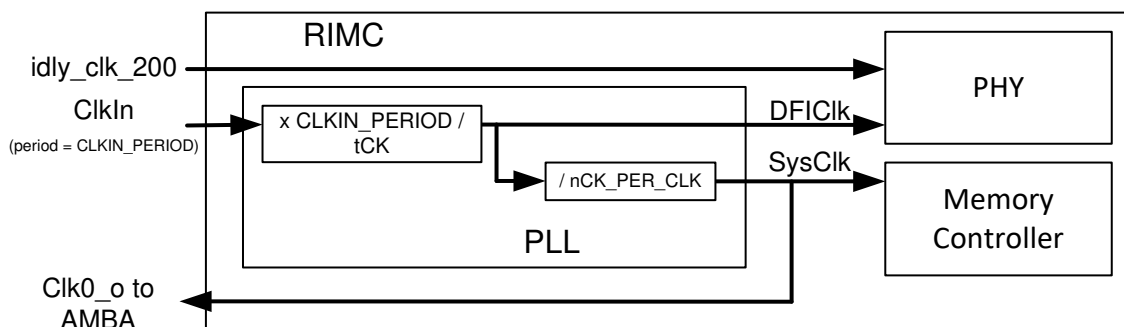 RIMC
idly_clk_200
ClkIn
(period = CLKIN_PERIOD)
x CLKIN_PERIOD /
tCK
DFIClk
PHY
/ nCK_PER_CLK
SysClk
PLL
Memory
Controller
Clk0_o to
AMBA